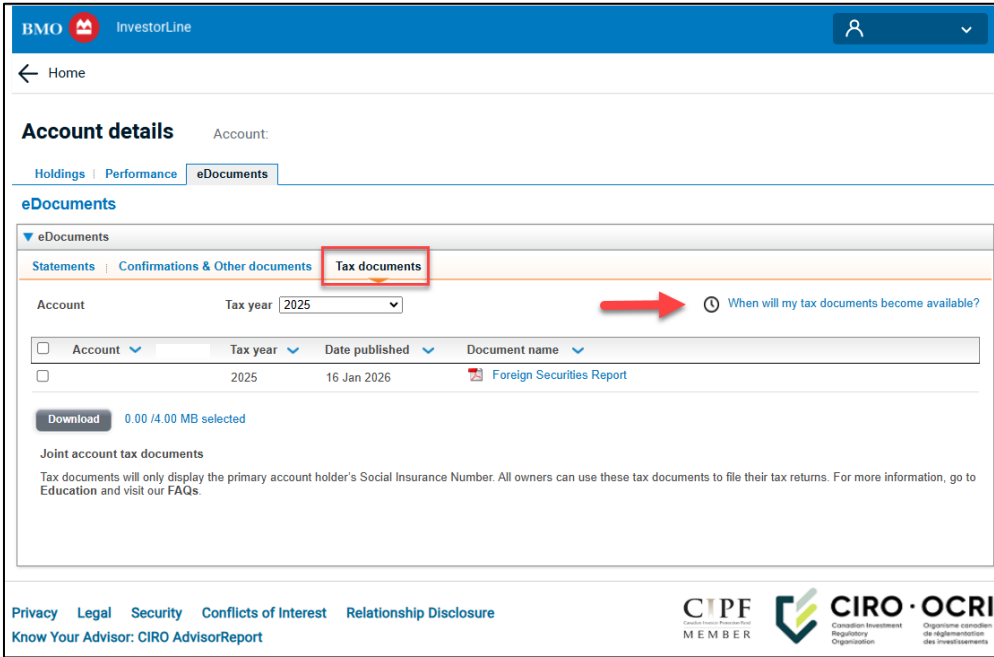 BMO InvestorLine
Home
Account details Account:
Holdings | Performance eDocuments
eDocuments
eDocuments
Statements | Confirmations & Other documents Tax documents
Account Tax year 2025 When will my tax documents become available?
Account Tax year Date published Document name
2025 16 Jan 2026 Foreign Securities Report
Download 0.00 /4.00 MB selected
Joint account tax documents
Tax documents will only display the primary account holder's Social Insurance Number. All owners can use these tax documents to file their tax returns. For more information, go to
Education and visit our FAQs.
Privacy Legal Security Conflicts of Interest Relationship Disclosure
Know Your Advisor: CIRO AdvisorReport
CIPF
Canadian Investor Protection Fund
MEMBER
CIRO · OCRI
Canadian Investment Regulatory Organization
Organisme canadien de réglementation des investissements